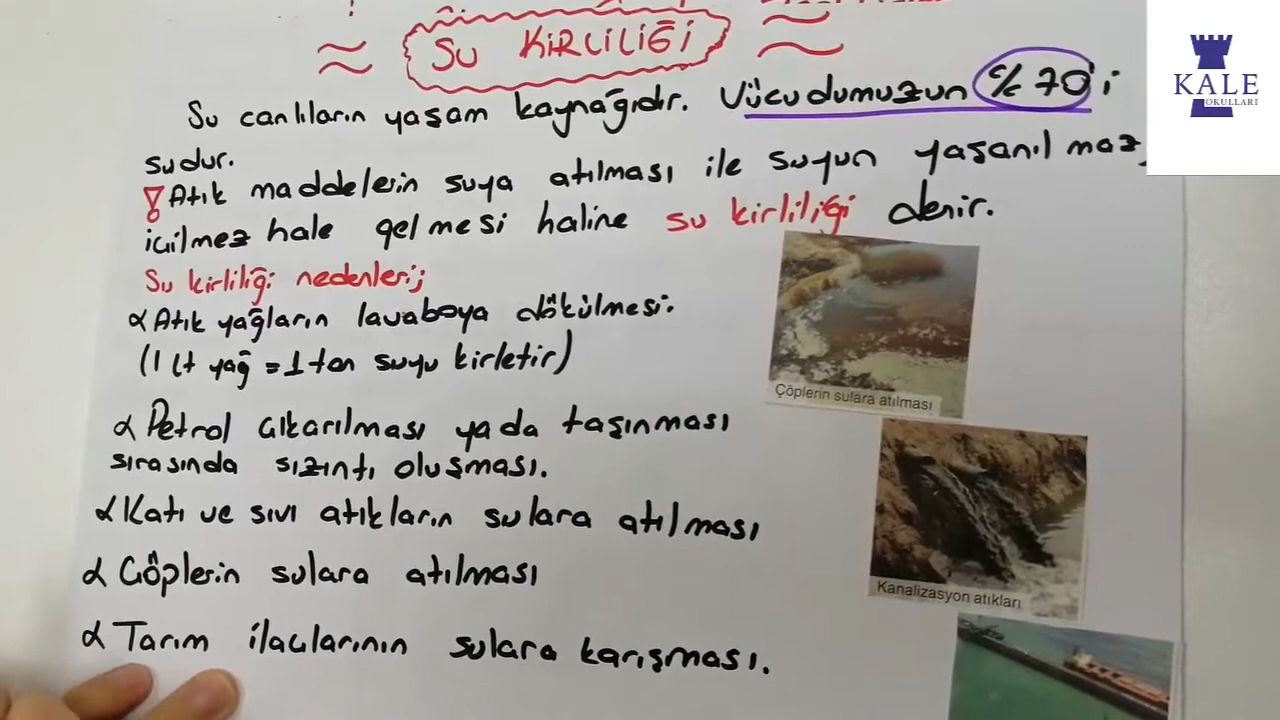 SU KİRLİLİĞİ
KALE
OKULLARI
Su canlıların yaşam kaynağıdır. Vücudumuzun % 70'i
sudur.
! Atık maddelerin suya atılması ile suyun yaşanılmaz,
içilmez hale gelmesi haline su kirliliği denir.
Su kirliliği nedenleri;
α Atık yağların lavaboya dökülmesi.
(1 Lt yağ = 1 ton suyu kirletir)
α Petrol çıkarılması yada taşınması
sırasında sızıntı oluşması.
α Katı ve sıvı atıkların sulara atılması
α Çöplerin sulara atılması
α Tarım ilaçlarının sulara karışması.
Çöplerin sulara atılması
Kanalizasyon atıkları